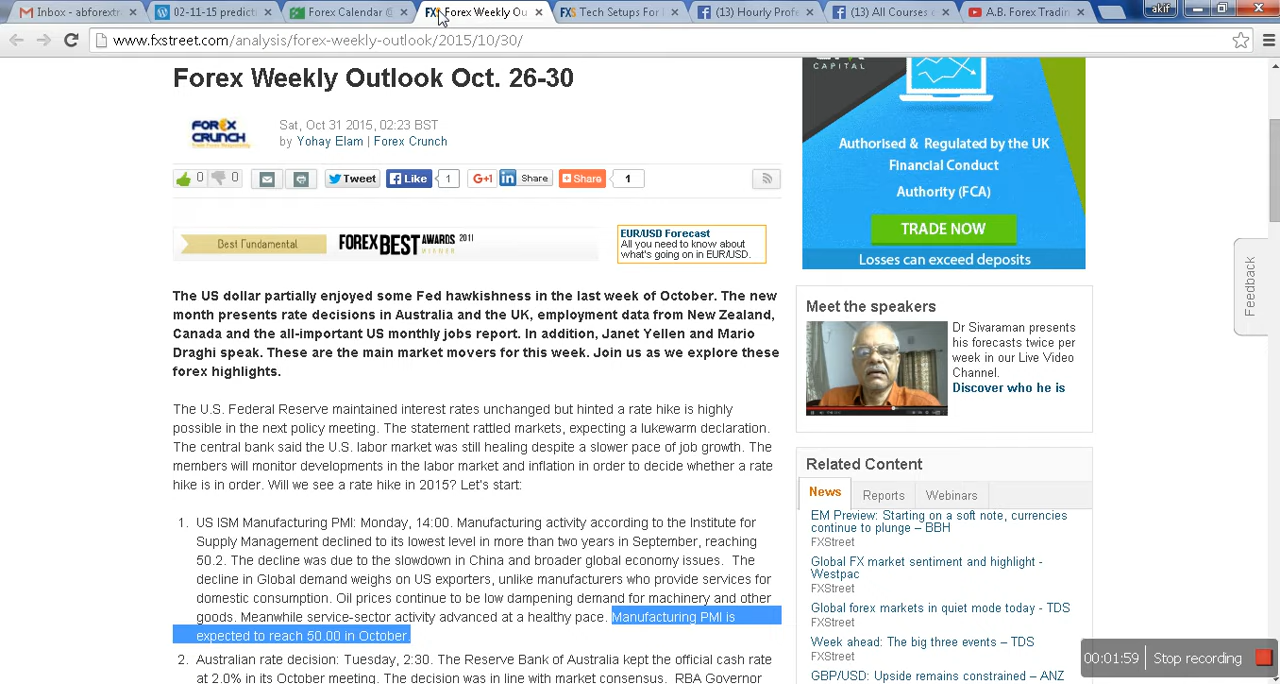 Inbox - abforextr
02-11-15 predict
Forex Calendar @
Forex Weekly Ou
Tech Setups For
(13) Hourly Profe
(13) All Courses
A.B. Forex Tradin
akif
www.fxstreet.com/analysis/forex-weekly-outlook/2015/10/30/
Forex Weekly Outlook Oct. 26-30
FOREX
CRUNCH
Sat, Oct 31 2015, 02:23 BST
by Yohay Elam | Forex Crunch
0
0
Tweet
Like
1
G+1
Share
Share
1
Best Fundamental
FOREX BEST AWARDS 2011
WINNER
EUR/USD Forecast
All you need to know about
what's going on in EUR/USD.
The US dollar partially enjoyed some Fed hawkishness in the last week of October. The new
month presents rate decisions in Australia and the UK, employment data from New Zealand,
Canada and the all-important US monthly jobs report. In addition, Janet Yellen and Mario
Draghi speak. These are the main market movers for this week. Join us as we explore these
forex highlights.
The U.S. Federal Reserve maintained interest rates unchanged but hinted a rate hike is highly
possible in the next policy meeting. The statement rattled markets, expecting a lukewarm declaration.
The central bank said the U.S. labor market was still healing despite a slower pace of job growth. The
members will monitor developments in the labor market and inflation in order to decide whether a rate
hike is in order. Will we see a rate hike in 2015? Let's start:
1. US ISM Manufacturing PMI: Monday, 14:00. Manufacturing activity according to the Institute for
Supply Management declined to its lowest level in more than two years in September, reaching
50.2. The decline was due to the slowdown in China and broader global economy issues. The
decline in Global demand weighs on US exporters, unlike manufacturers who provide services for
domestic consumption. Oil prices continue to be low dampening demand for machinery and other
goods. Meanwhile service-sector activity advanced at a healthy pace. Manufacturing PMI is
expected to reach 50.00 in October.
2. Australian rate decision: Tuesday, 2:30. The Reserve Bank of Australia kept the official cash rate
at 2.0% in its October meeting. The decision was in line with market consensus. RBA Governor
CAPITAL
Authorised & Regulated by the UK
Financial Conduct
Authority (FCA)
TRADE NOW
Losses can exceed deposits
Meet the speakers
Dr Sivaraman presents
his forecasts twice per
week in our Live Video
Channel.
Discover who he is
Related Content
News
Reports
Webinars
EM Preview: Starting on a soft note, currencies
continue to plunge – BBH
FXStreet
Global FX market sentiment and highlight -
Westpac
FXStreet
Global forex markets in quiet mode today - TDS
FXStreet
Week ahead: The big three events – TDS
FXStreet
GBP/USD: Upside remains constrained – ANZ
Feedback
00:01:59
Stop recording